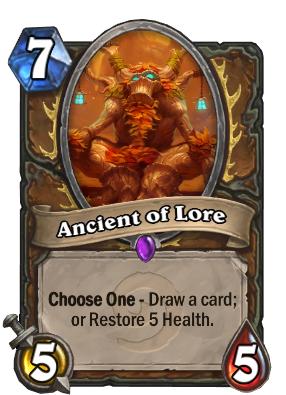 7
Ancient of Lore
Choose One - Draw a card;
or Restore 5 Health.
5 5